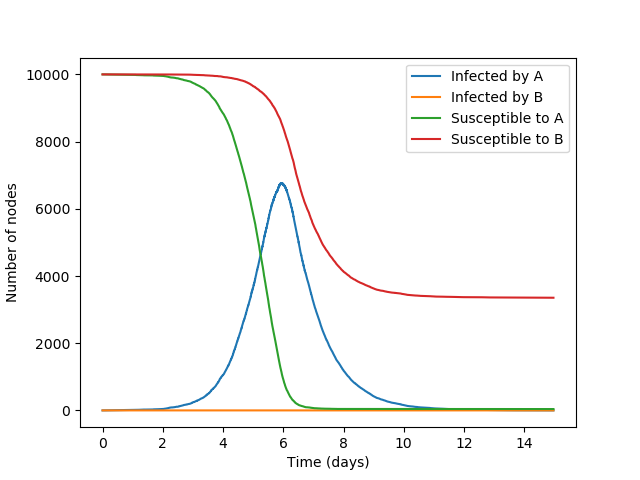 Infected by A
Infected by B
Susceptible to A
Susceptible to B
10000
8000
6000
4000
2000
0
Number of nodes
0 2 4 6 8 10 12 14
Time (days)